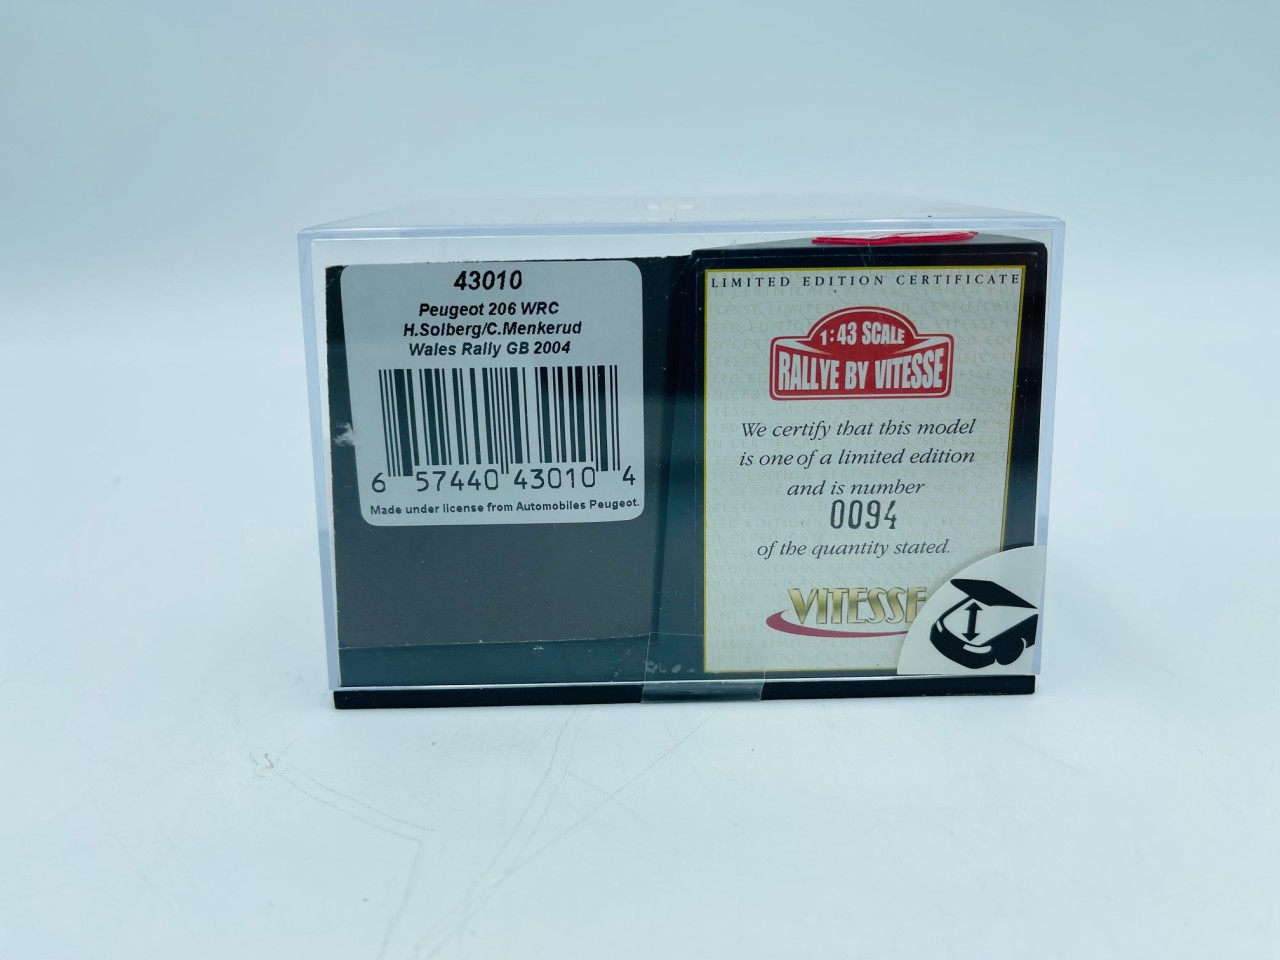 43010
Peugeot 206 WRC
H.Solberg/C.Menkerud
Wales Rally GB 2004
6 57440 43010 4
Made under license from Automobiles Peugeot.
LIMITED EDITION CERTIFICATE
1:43 SCALE
RALLYE BY VITESSE
We certify that this model
is one of a limited edition
and is number
0094
of the quantity stated.
VITESSE